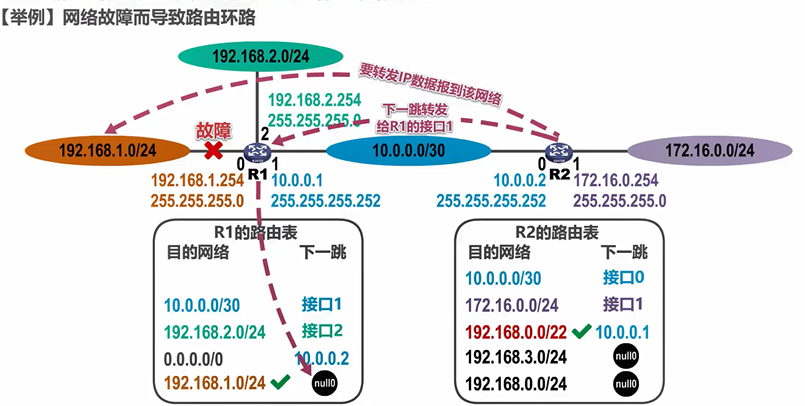 【举例】网络故障而导致路由环路
192.168.2.0/24
要转发IP数据报到该网络
192.168.2.254
255.255.255.0
下一跳转发
给R1的接口1
故障
2
192.168.1.0/24
10.0.0.0/30
172.16.0.0/24
0
R1
1
0
R2
1
192.168.1.254
255.255.255.0
10.0.0.1
255.255.255.252
10.0.0.2
255.255.255.252
172.16.0.254
255.255.255.0
R1的路由表
目的网络 下一跳
10.0.0.0/30 接口1
192.168.2.0/24 接口2
0.0.0.0/0 10.0.0.2
192.168.1.0/24 null0
R2的路由表
目的网络 下一跳
10.0.0.0/30 接口0
172.16.0.0/24 接口1
192.168.0.0/22 10.0.0.1
192.168.3.0/24 null0
192.168.0.0/24 null0